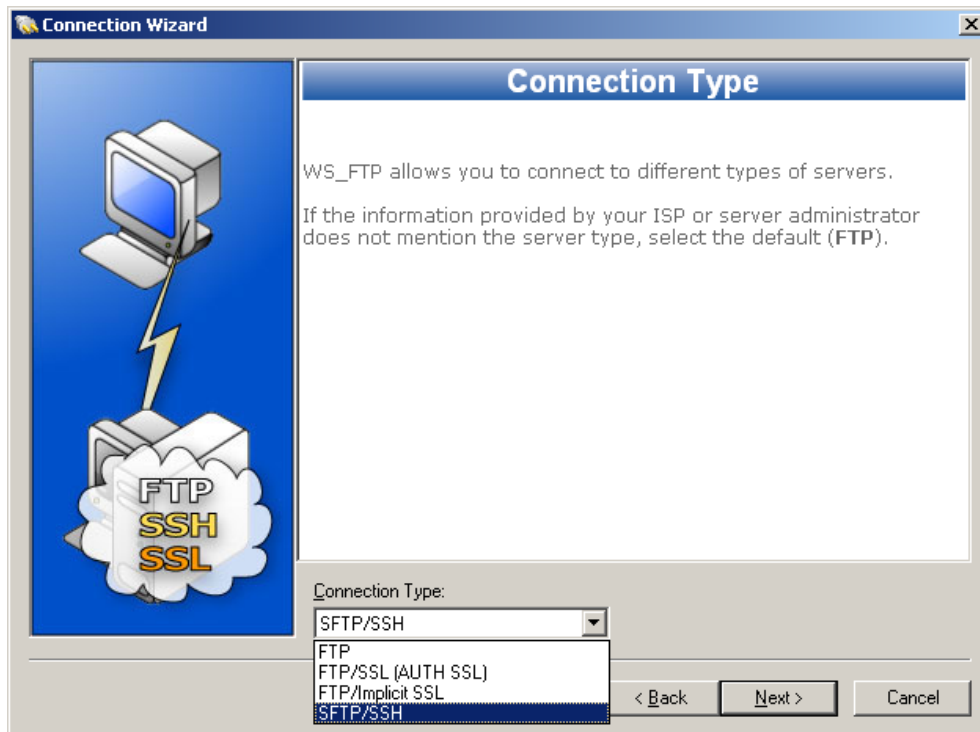 Connection Wizard
Connection Type
WS_FTP allows you to connect to different types of servers.
If the information provided by your ISP or server administrator
does not mention the server type, select the default (FTP).
FTP
SSH
SSL
Connection Type:
SFTP/SSH
FTP
FTP/SSL (AUTH SSL)
FTP/Implicit SSL
SFTP/SSH
< Back
Next >
Cancel